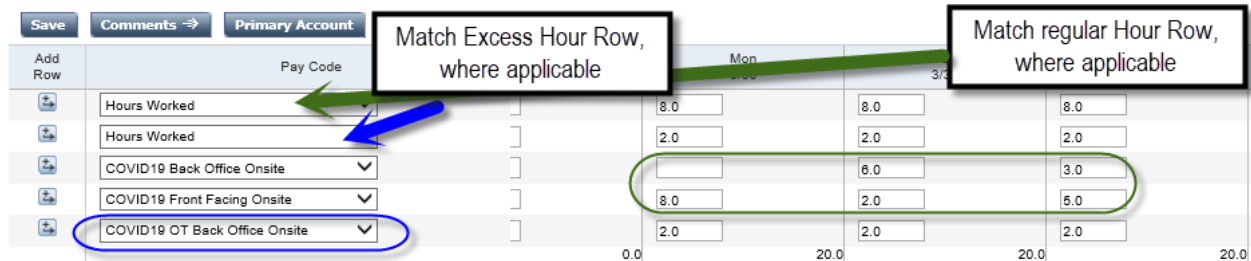 Save Comments ⇒ Primary Account
Match Excess Hour Row,
where applicable
Match regular Hour Row,
where applicable
Add
Row
Pay Code
Mon
Hours Worked 8.0 8.0 8.0
Hours Worked 2.0 2.0 2.0
COVID19 Back Office Onsite 6.0 3.0
COVID19 Front Facing Onsite 8.0 2.0 5.0
COVID19 OT Back Office Onsite 2.0 2.0 2.0
0.0 20.0 20.0 20.0